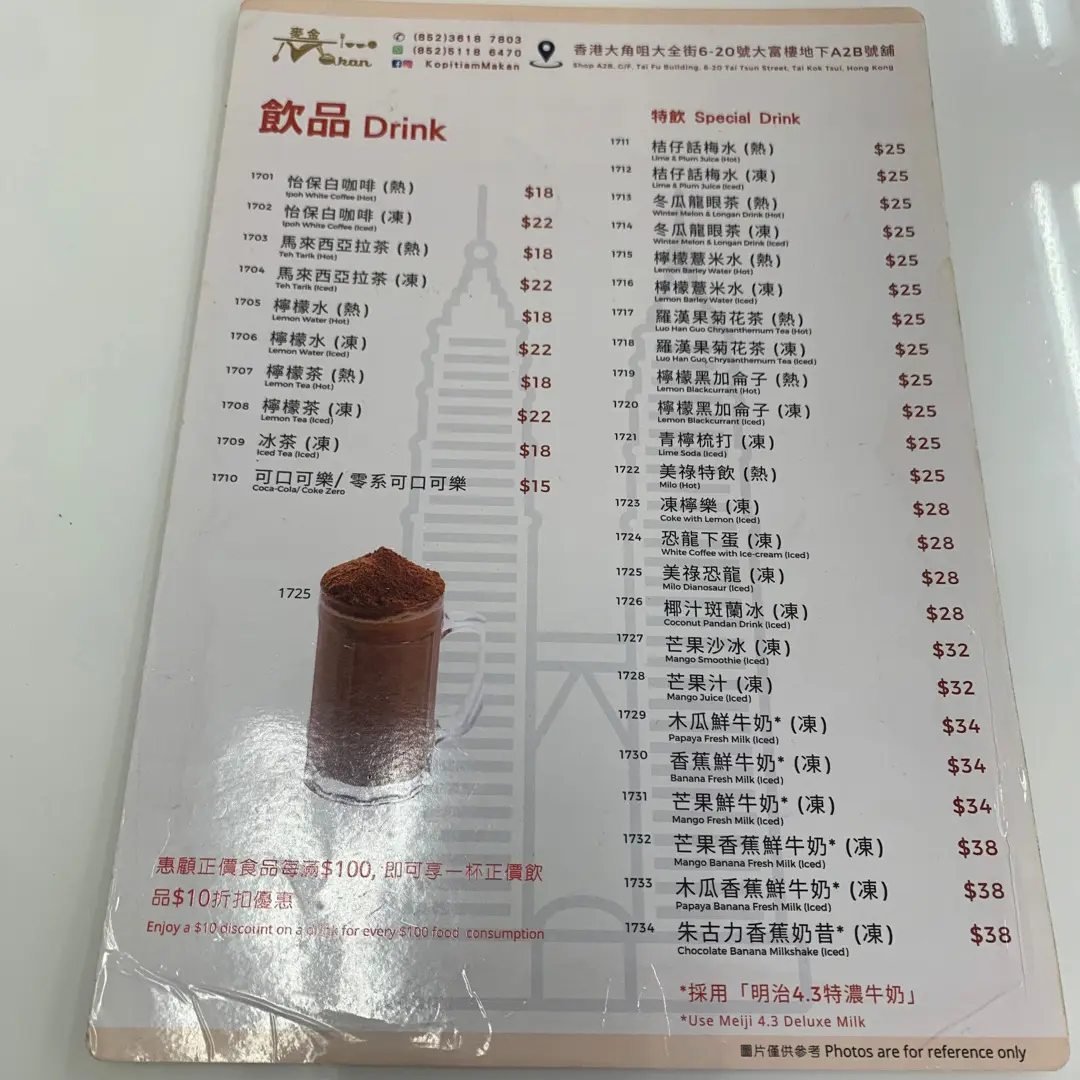 麥金
Makan
(852)3618 7803
(852)5118 6470
KopitiamMakan
香港大角咀大全街6-20號大富樓地下A2B號舖
Shop A2B, G/F, Tai Fu Building, 6-20 Tai Tsun Street, Tai Kok Tsui, Hong Kong
飲品 Drink
1701 怡保白咖啡 (熱) $18
Ipoh White Coffee (Hot)
1702 怡保白咖啡 (凍) $22
Ipoh White Coffee (Iced)
1703 馬來西亞拉茶 (熱) $18
Teh Tarik (Hot)
1704 馬來西亞拉茶 (凍) $22
Teh Tarik (Iced)
1705 檸檬水 (熱) $18
Lemon Water (Hot)
1706 檸檬水 (凍) $22
Lemon Water (Iced)
1707 檸檬茶 (熱) $18
Lemon Tea (Hot)
1708 檸檬茶 (凍) $22
Lemon Tea (Iced)
1709 冰茶 (凍) $18
Iced Tea (Iced)
1710 可口可樂/ 零系可口可樂 $15
Coca-Cola/ Coke Zero
1725
惠顧正價食品每滿$100, 即可享一杯正價飲
品$10折扣優惠
Enjoy a $10 discount on a drink for every $100 food consumption
特飲 Special Drink
1711 桔仔話梅水 (熱) $25
Lime & Plum Juice (Hot)
1712 桔仔話梅水 (凍) $25
Lime & Plum Juice (Iced)
1713 冬瓜龍眼茶 (熱) $25
Winter Melon & Longan Drink (Hot)
1714 冬瓜龍眼茶 (凍) $25
Winter Melon & Longan Drink (Iced)
1715 檸檬薏米水 (熱) $25
Lemon Barley Water (Hot)
1716 檸檬薏米水 (凍) $25
Lemon Barley Water (Iced)
1717 羅漢果菊花茶 (熱) $25
Luo Han Guo Chrysanthemum Tea (Hot)
1718 羅漢果菊花茶 (凍) $25
Luo Han Guo Chrysanthemum Tea (Iced)
1719 檸檬黑加侖子 (熱) $25
Lemon Blackcurrant (Hot)
1720 檸檬黑加侖子 (凍) $25
Lemon Blackcurrant (Iced)
1721 青檸梳打 (凍) $25
Lime Soda (Iced)
1722 美祿特飲 (熱) $25
Milo (Hot)
1723 凍檸樂 (凍) $28
Coke with Lemon (Iced)
1724 恐龍下蛋 (凍) $28
White Coffee with Ice-cream (Iced)
1725 美祿恐龍 (凍) $28
Milo Dianosaur (Iced)
1726 椰汁斑蘭冰 (凍) $28
Coconut Pandan Drink (Iced)
1727 芒果沙冰 (凍) $32
Mango Smoothie (Iced)
1728 芒果汁 (凍) $32
Mango Juice (Iced)
1729 木瓜鮮牛奶* (凍) $34
Papaya Fresh Milk (Iced)
1730 香蕉鮮牛奶* (凍) $34
Banana Fresh Milk (Iced)
1731 芒果鮮牛奶* (凍) $34
Mango Fresh Milk (Iced)
1732 芒果香蕉鮮牛奶* (凍) $38
Mango Banana Fresh Milk (Iced)
1733 木瓜香蕉鮮牛奶* (凍) $38
Papaya Banana Fresh Milk (Iced)
1734 朱古力香蕉奶昔* (凍) $38
Chocolate Banana Milkshake (Iced)
*採用「明治4.3特濃牛奶」
*Use Meiji 4.3 Deluxe Milk
圖片僅供參考 Photos are for reference only